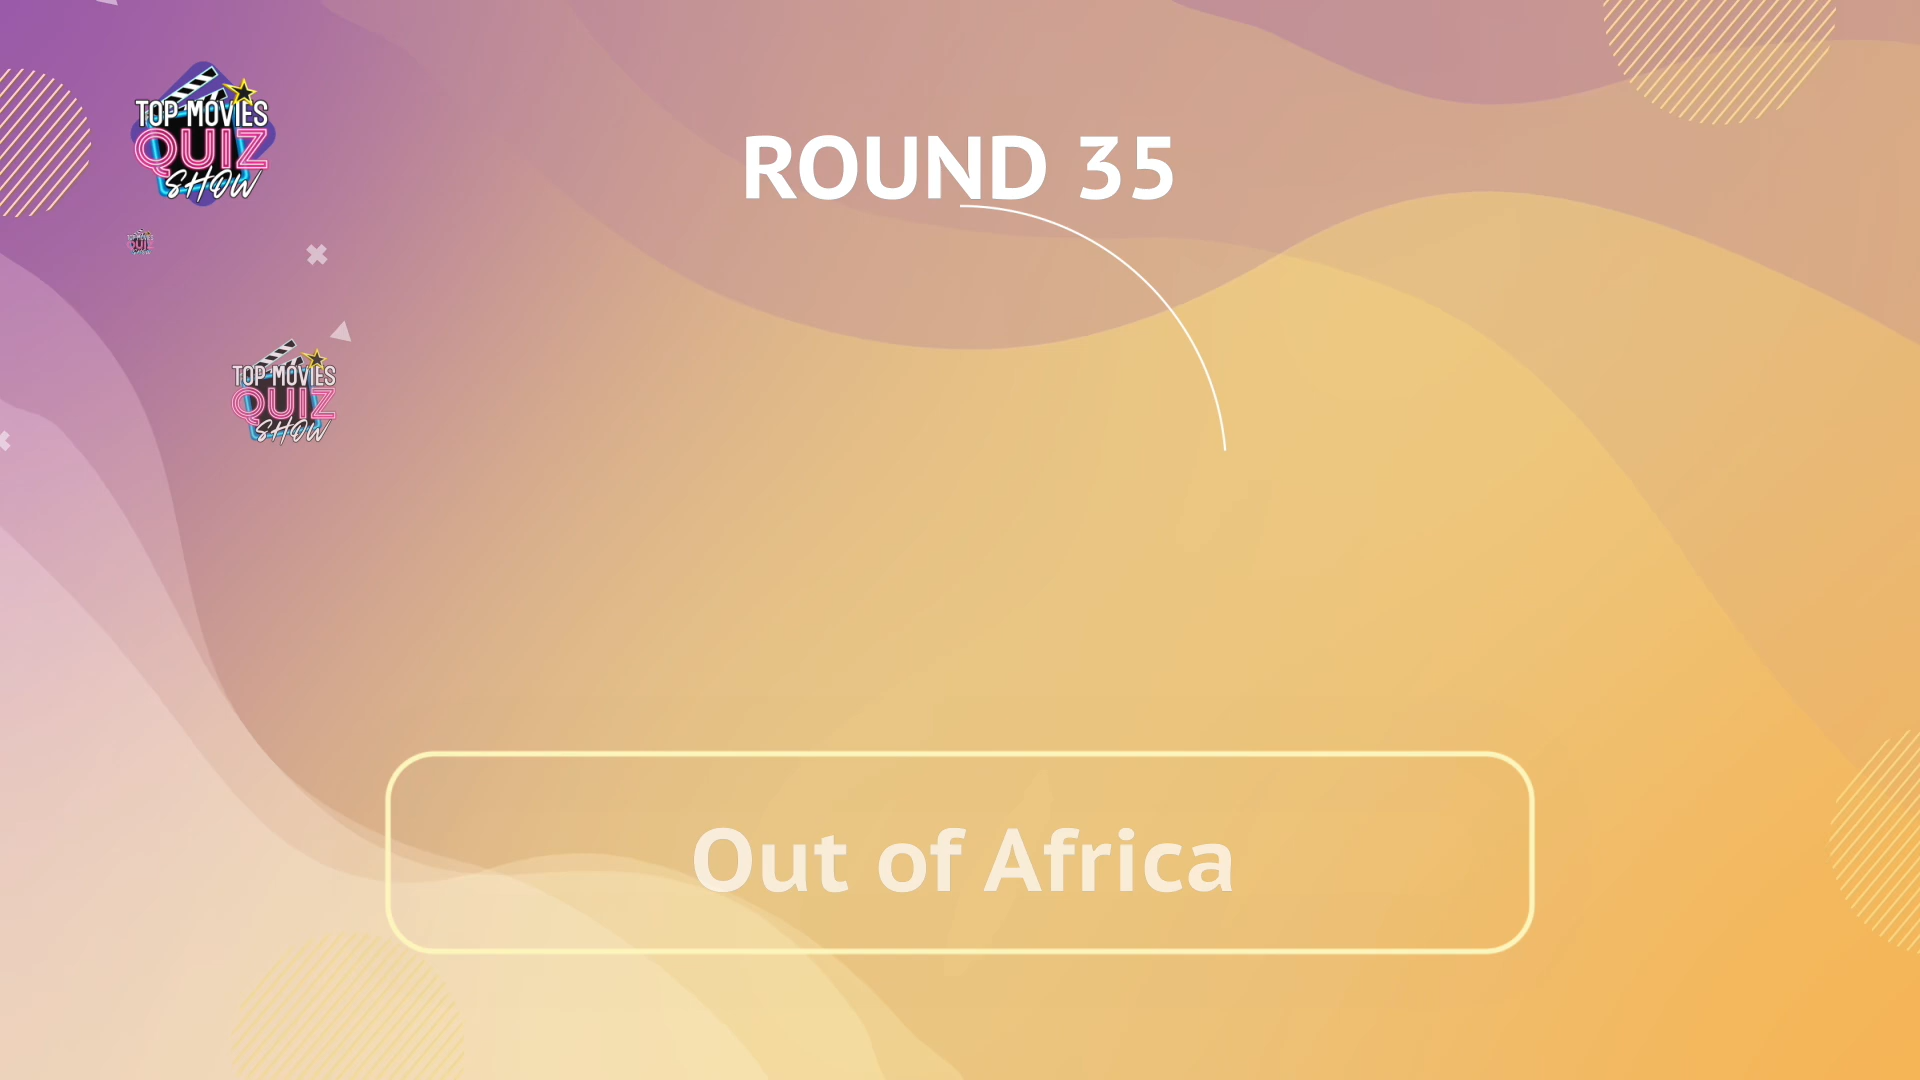 TOP MOVIES
QUIZ
SHOW
ROUND 35
TOP MOVIES
QUIZ
SHOW
Out of Africa